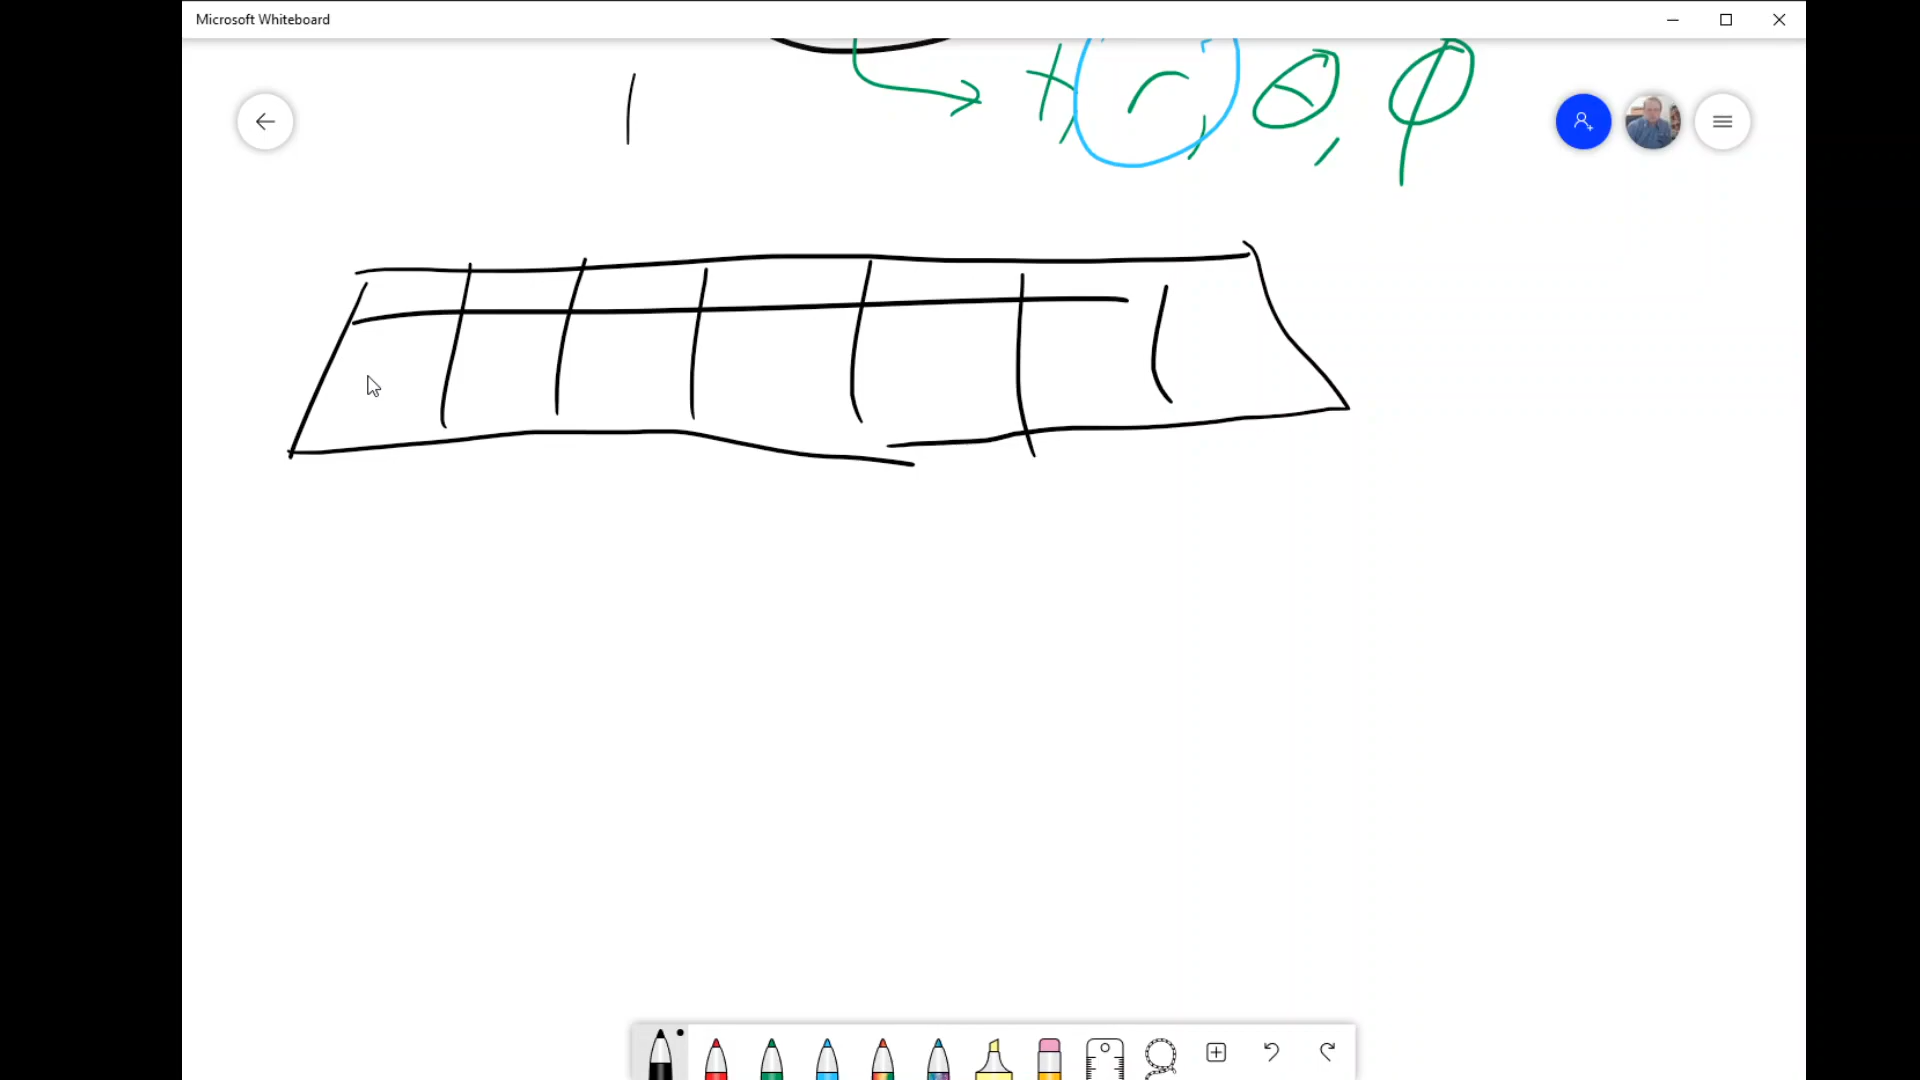 Microsoft Whiteboard
t, r, θ, φ